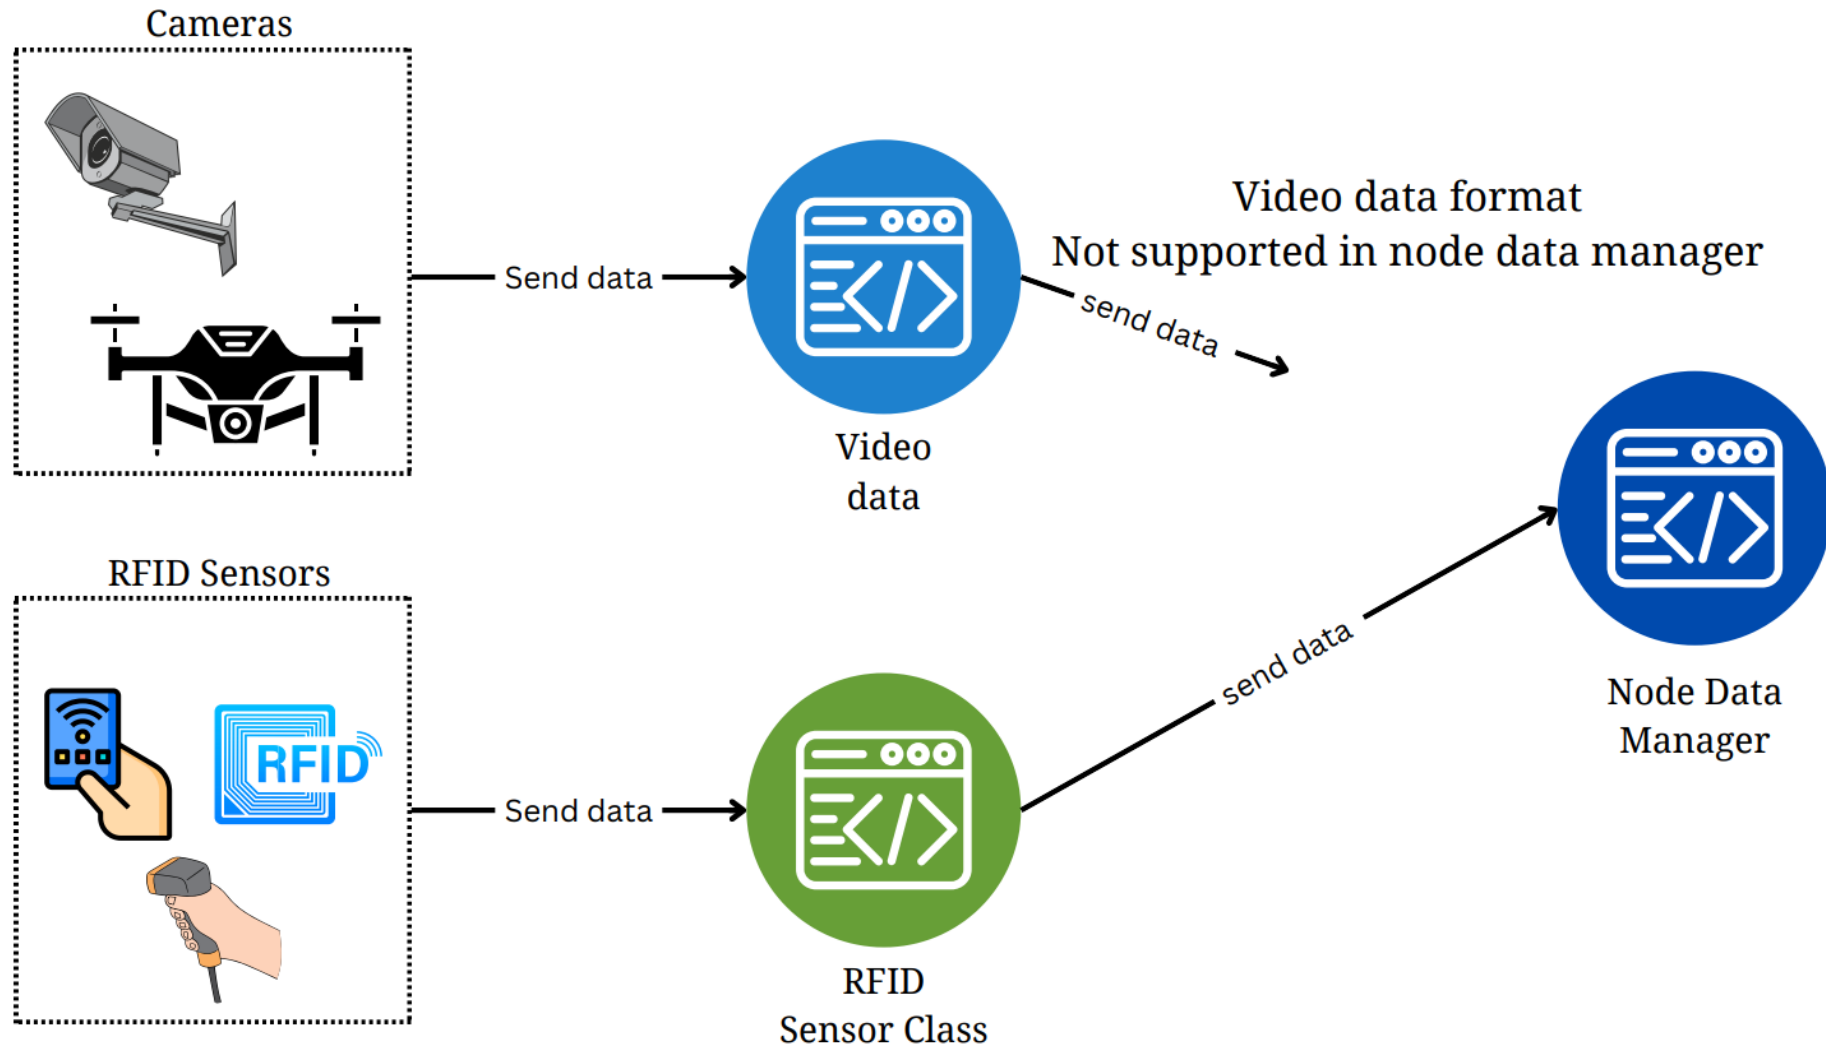 Cameras
Send data
Video data format
Not supported in node data manager
send data
Video
data
RFID Sensors
RFID
Send data
send data
Node Data
Manager
RFID
Sensor Class